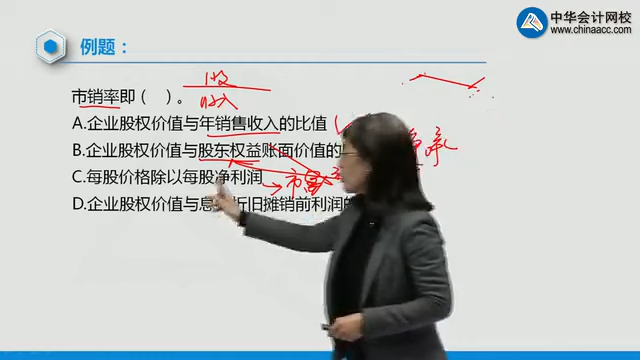 例题：
中华会计网校
www.chinaacc.com
市销率即（ ）。
收入
A.企业股权价值与年销售收入的比值
B.企业股权价值与股东权益账面价值的
C.每股价格除以每股净利润
D.企业股权价值与息 折旧摊销前利润的